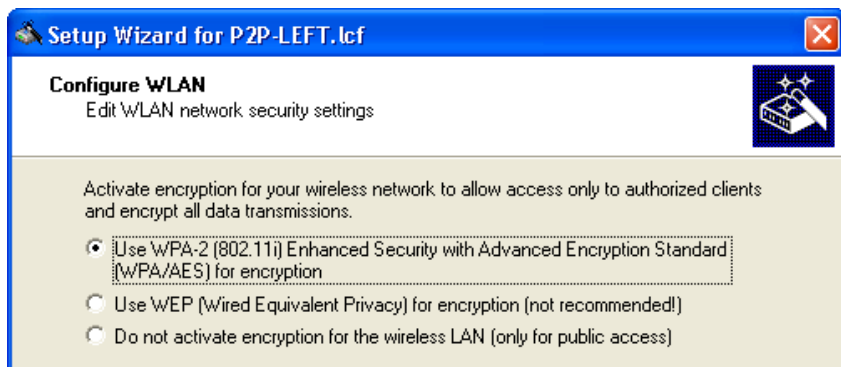 Setup Wizard for P2P-LEFT.lcf
Configure WLAN
Edit WLAN network security settings
Activate encryption for your wireless network to allow access only to authorized clients
and encrypt all data transmissions.
Use WPA-2 (802.11i) Enhanced Security with Advanced Encryption Standard
(WPA/AES) for encryption
Use WEP (Wired Equivalent Privacy) for encryption (not recommended!)
Do not activate encryption for the wireless LAN (only for public access)